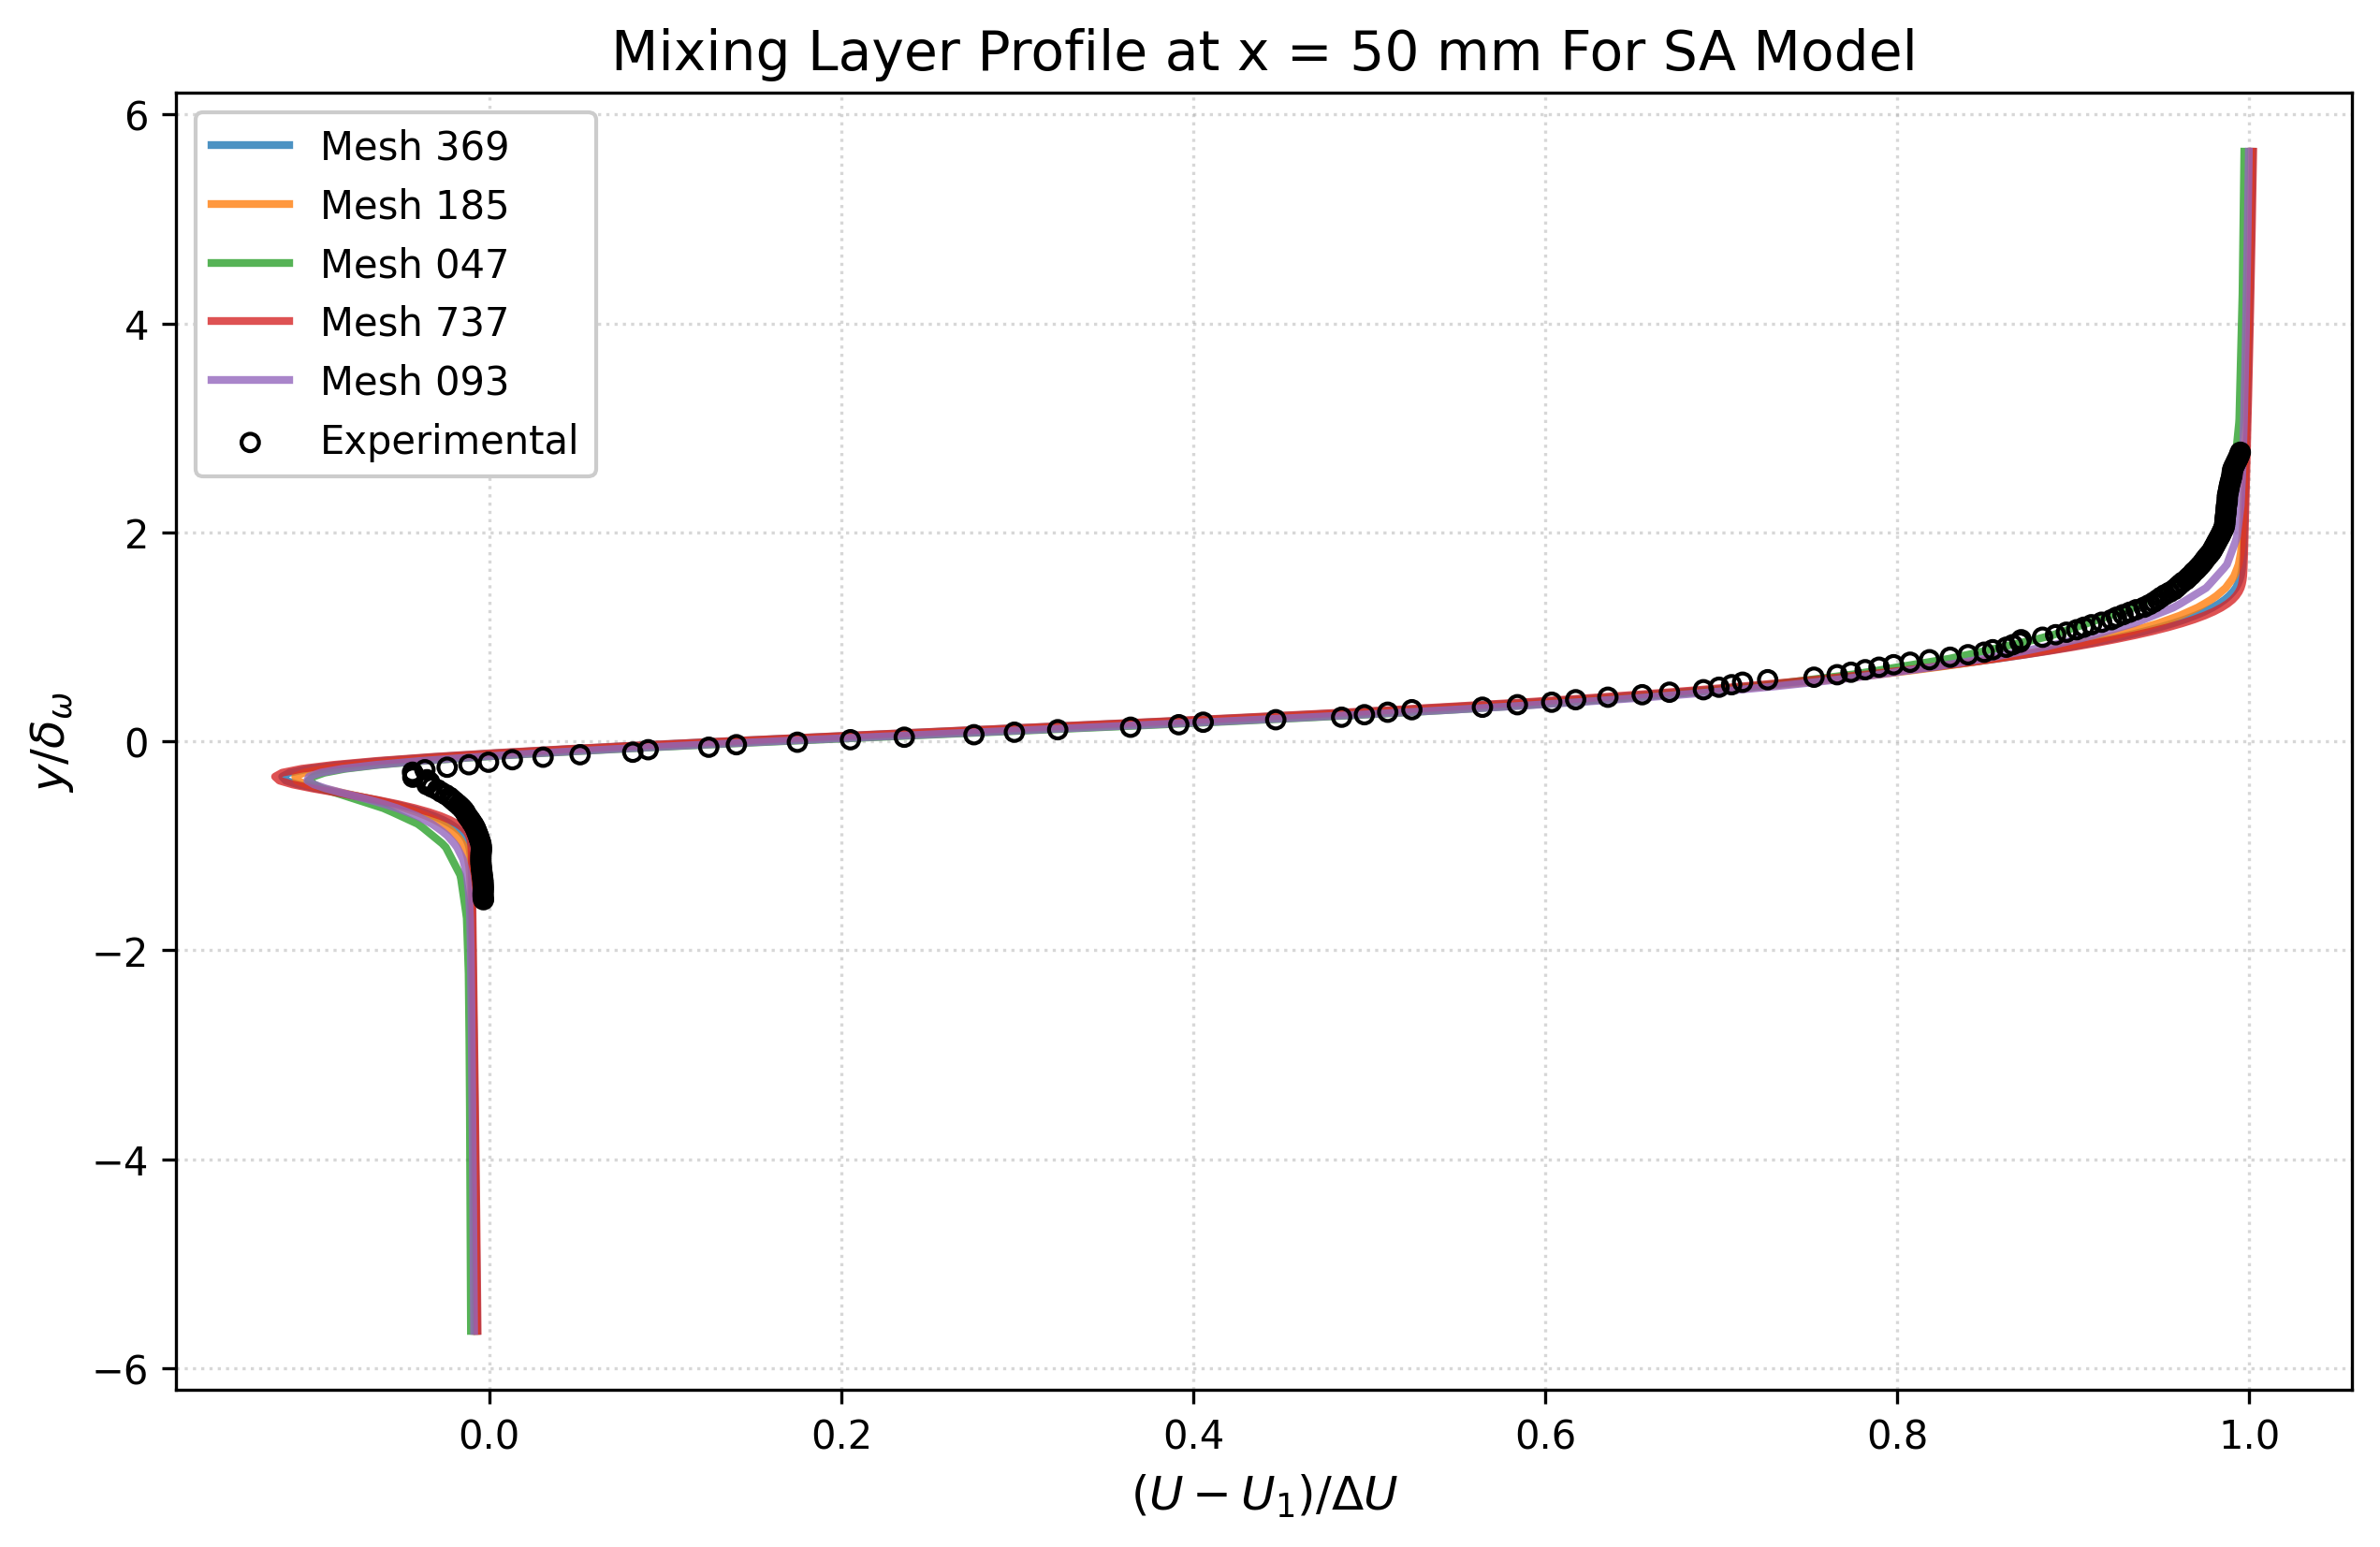 Mixing Layer Profile at x = 50 mm For SA Model
6
4
2
0
−2
−4
−6
y/δω
Mesh 369
Mesh 185
Mesh 047
Mesh 737
Mesh 093
Experimental
0.0 0.2 0.4 0.6 0.8 1.0
(U − U₁)/ΔU